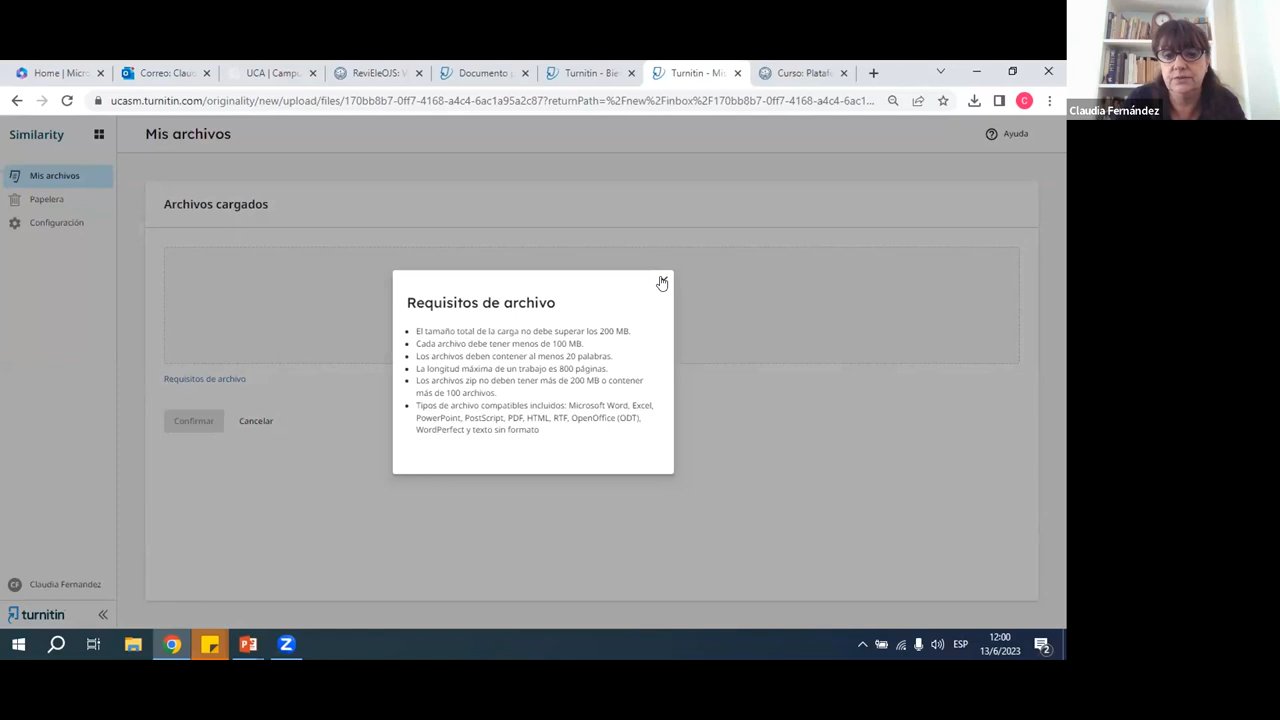 Home | Micro
Correo: Clau
UCA | Camp
ReviEleOJS: V
Documento p
Turnitin - Bie
Turnitin - Mis
Curso: Plataf
ucasm.turnitin.com/originality/new/upload/files/170bb8b7-0ff7-4168-a4c4-6ac1a95a2c87?returnPath=%2Fnew%2Finbox%2F170bb8b7-0ff7-4168-a4c4-6ac1...
Claudia Fernández
Similarity
Mis archivos
Ayuda
Mis archivos
Papelera
Configuración
Archivos cargados
Requisitos de archivo
El tamaño total de la carga no debe superar los 200 MB.
Cada archivo debe tener menos de 100 MB.
Los archivos deben contener al menos 20 palabras.
La longitud máxima de un trabajo es 800 páginas.
Los archivos zip no deben tener más de 200 MB o contener
más de 100 archivos.
Tipos de archivo compatibles incluidos: Microsoft Word, Excel,
PowerPoint, PostScript, PDF, HTML, RTF, OpenOffice (ODT),
WordPerfect y texto sin formato
Requisitos de archivo
Confirmar
Cancelar
CF
Claudia Fernandez
turnitin
ESP
12:00
13/6/2023
2